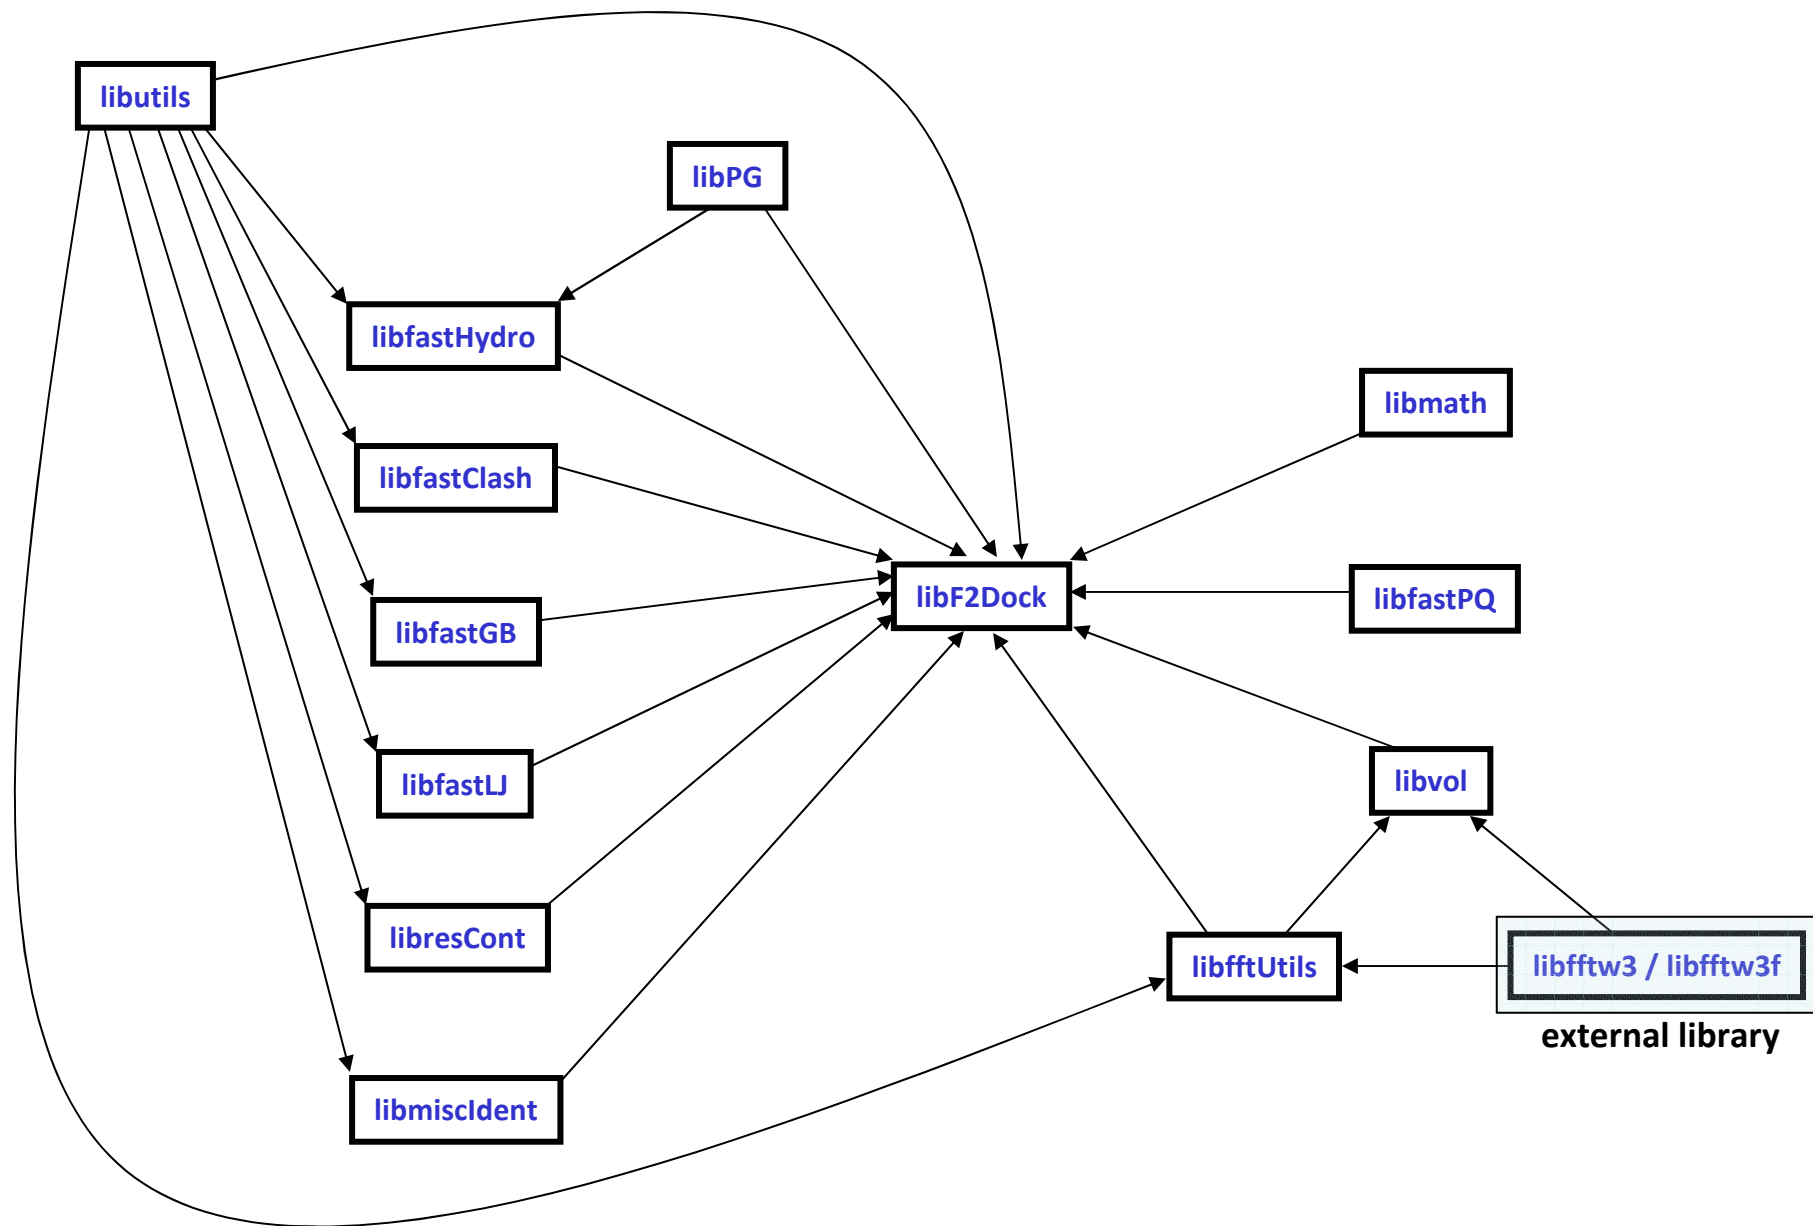 libutils
libPG
libfastHydro
libmath
libfastClash
libF2Dock
libfastPQ
libfastGB
libvol
libfastLJ
libresCont
libfftUtils
libfftw3 / libfftw3f
external library
libmiscIdent